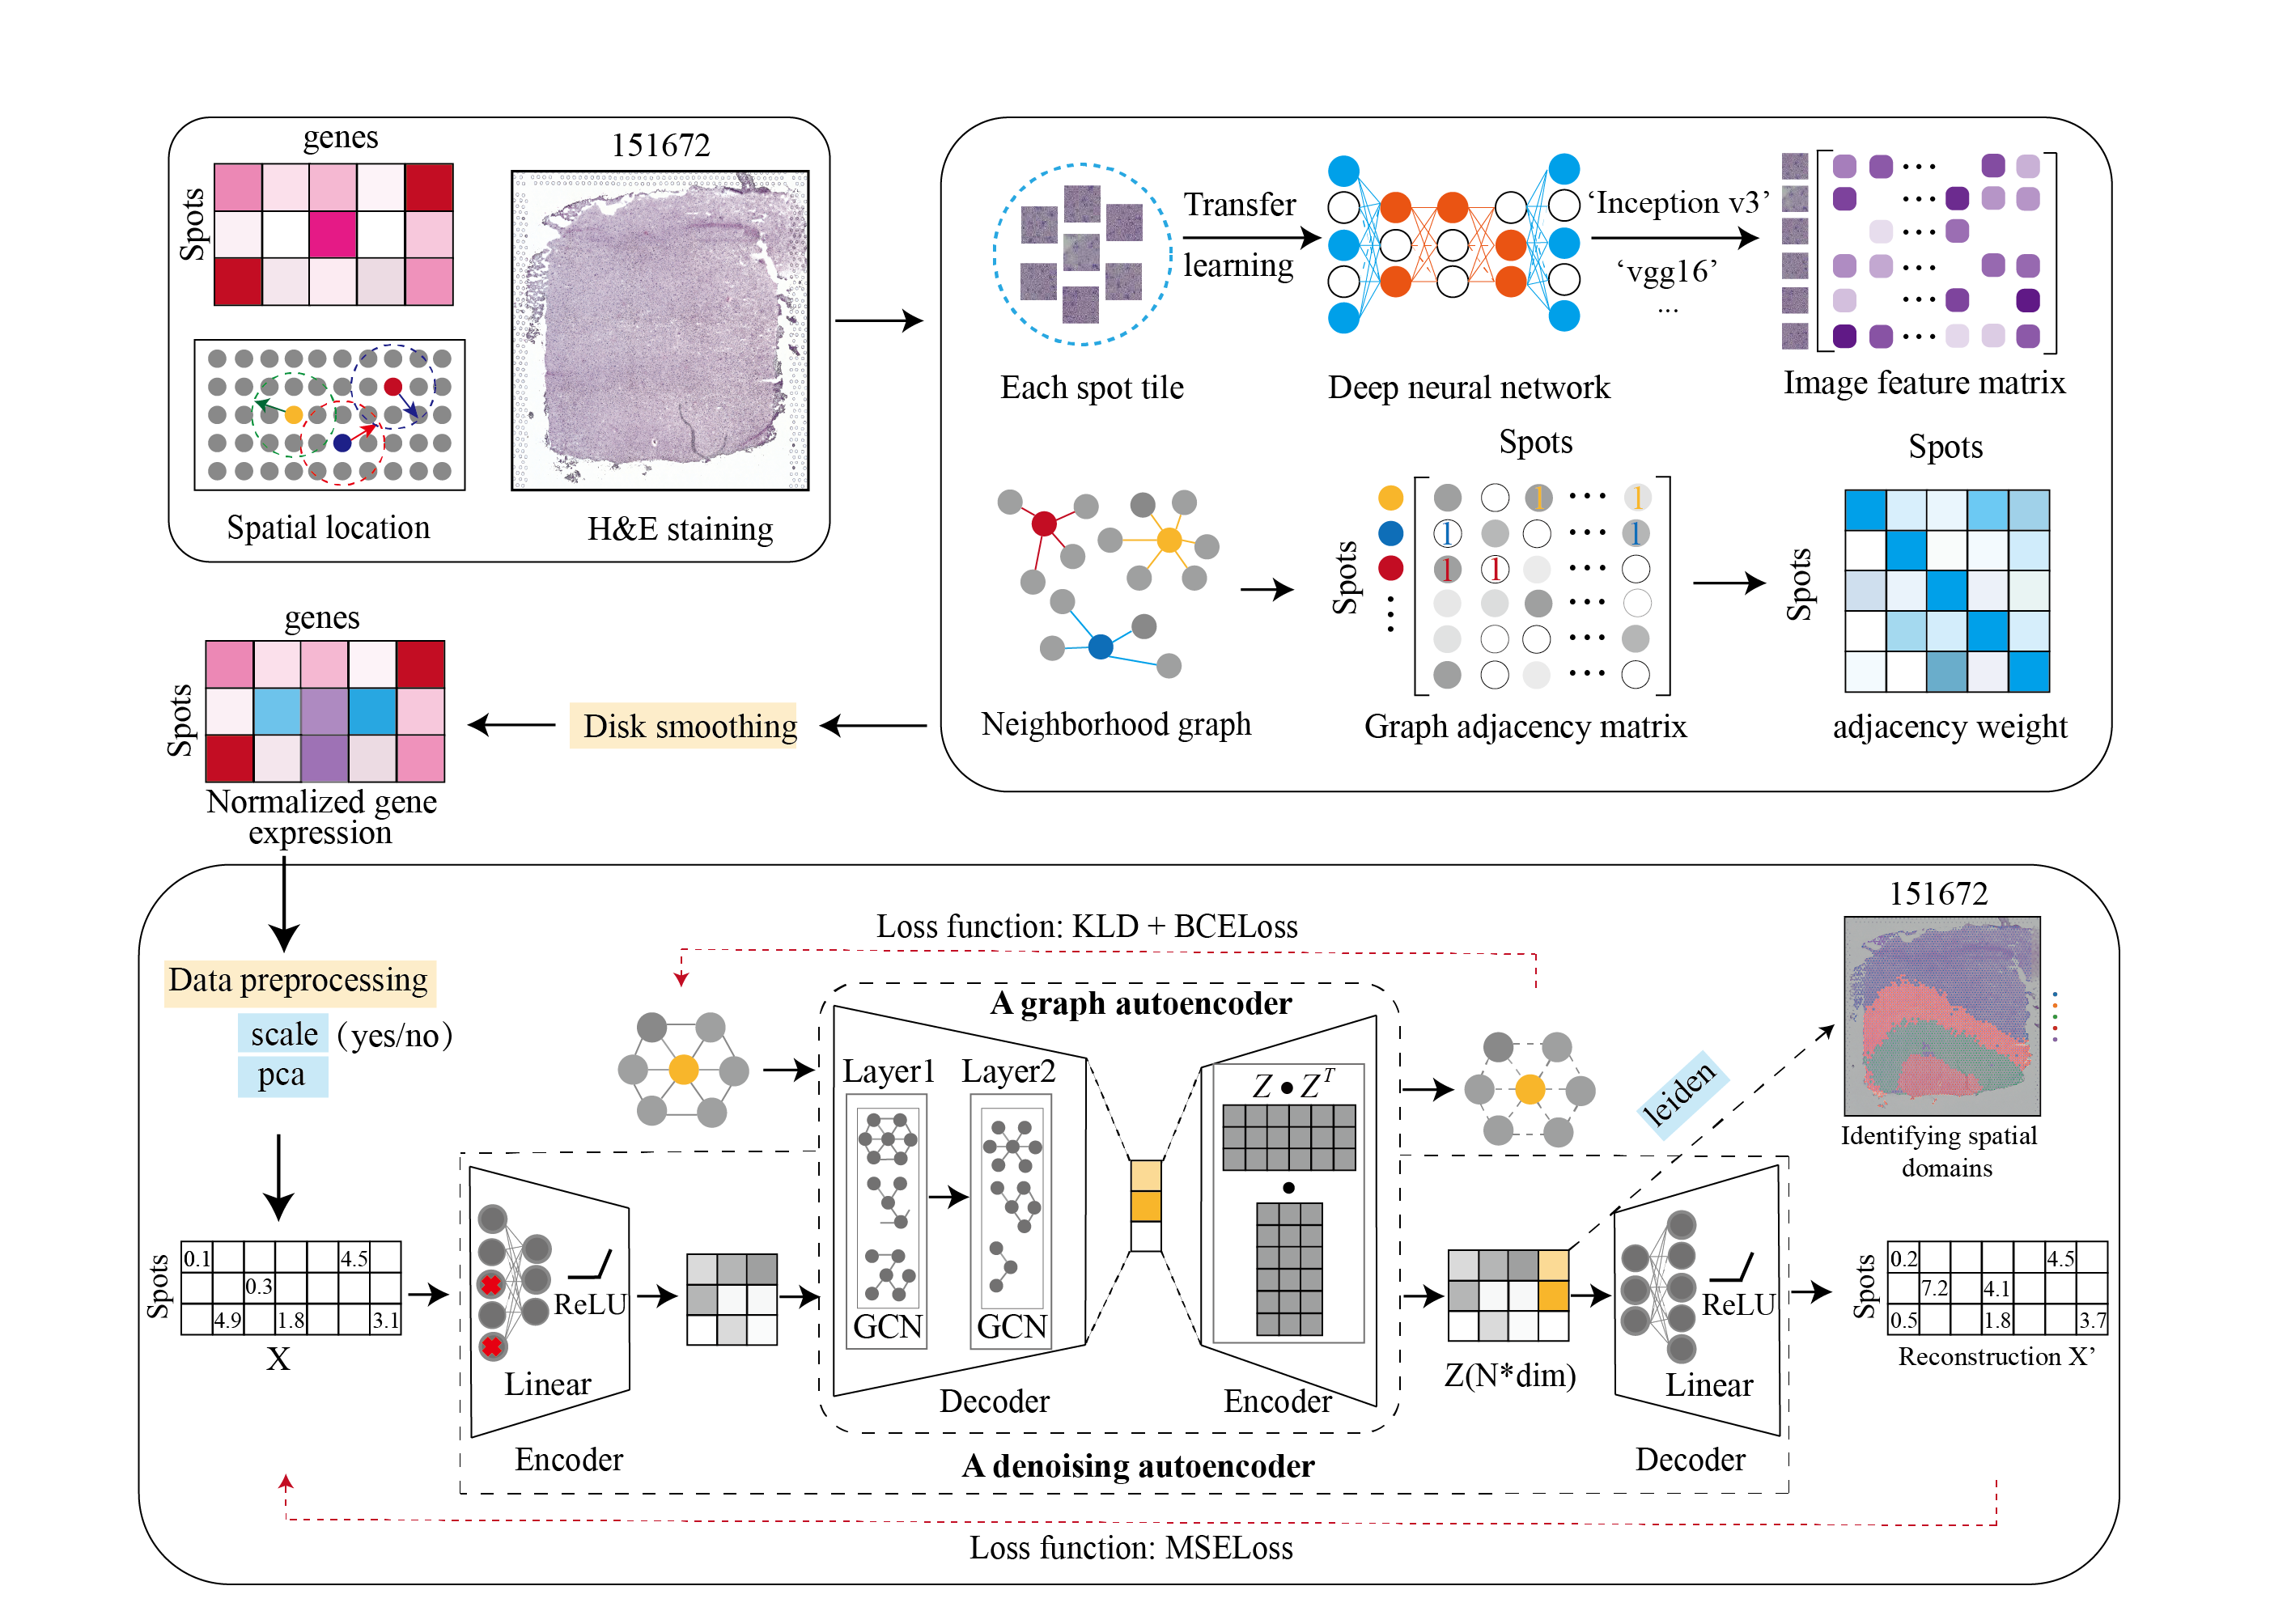 genes
Spots
Spatial location
151672
H&E staining
Each spot tile
Transfer
learning
Deep neural network
‘Inception v3’
‘vgg16’
...
Image feature matrix
Neighborhood graph
Spots
Spots
1 1
1 1
1 1
Graph adjacency matrix
Spots
Spots
adjacency weight
Disk smoothing
genes
Spots
Normalized gene
expression
Data preprocessing
scale (yes/no)
pca
Spots
0.1 4.5
0.3
4.9 1.8 3.1
X
Loss function: KLD + BCELoss
A graph autoencoder
Layer1 Layer2
GCN GCN
Decoder
Z • Z^T
Encoder
ReLU
Linear
Encoder
A denoising autoencoder
Z(N*dim)
leiden
151672
Identifying spatial
domains
ReLU
Linear
Decoder
Spots
0.2 4.5
7.2 4.1
0.5 1.8 3.7
Reconstruction X’
Loss function: MSELoss